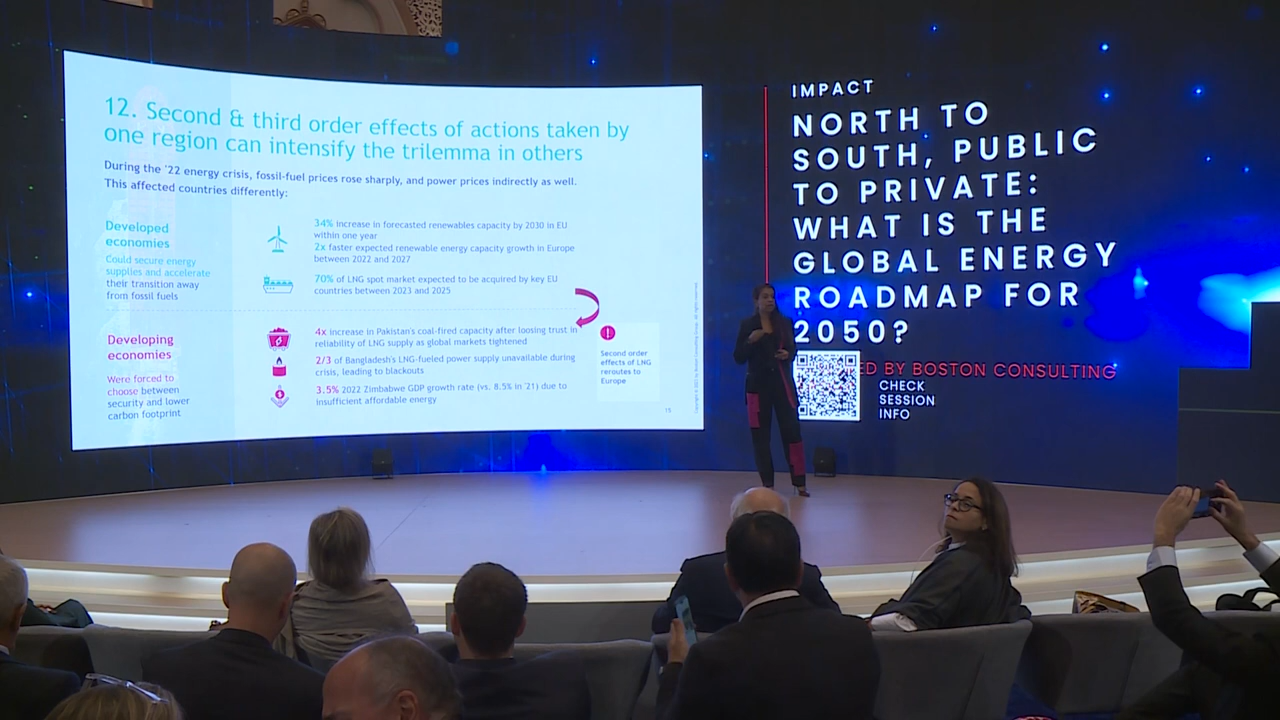 12. Second & third order effects of actions taken by
one region can intensify the trilemma in others
During the '22 energy crisis, fossil-fuel prices rose sharply, and power prices indirectly as well.
This affected countries differently:
Developed
economies
Could secure energy
supplies and accelerate
their transition away
from fossil fuels
34% increase in forecasted renewables capacity by 2030 in EU
within one year
2x faster expected renewable energy capacity growth in Europe
between 2022 and 2027
70% of LNG spot market expected to be acquired by key EU
countries between 2023 and 2025
Developing
economies
Were forced to
choose between
security and lower
carbon footprint
4x increase in Pakistan's coal-fired capacity after loosing trust in
reliability of LNG supply as global markets tightened
2/3 of Bangladesh's LNG-fueled power supply unavailable during
crisis, leading to blackouts
3.5% 2022 Zimbabwe GDP growth rate (vs. 8.5% in '21) due to
insufficient affordable energy
Second order
effects of LNG
reroutes to
Europe
IMPACT
NORTH TO
SOUTH, PUBLIC
TO PRIVATE:
WHAT IS THE
GLOBAL ENERGY
ROADMAP FOR
2050?
ED BY BOSTON CONSULTING
CHECK
SESSION
INFO